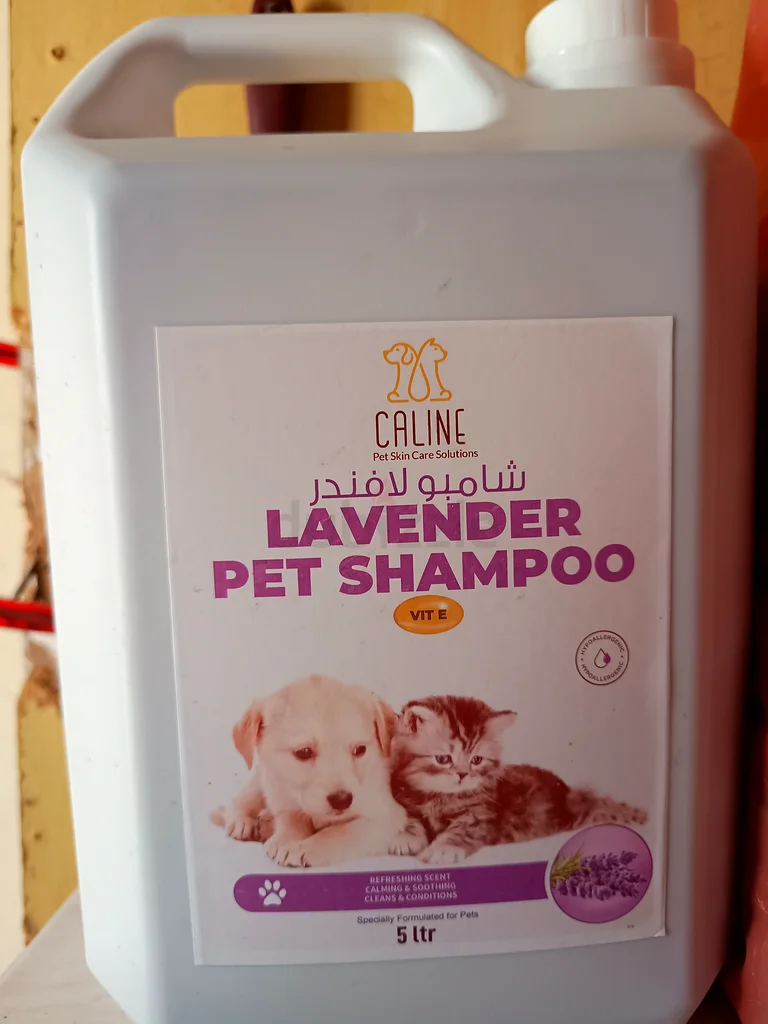 CALINE
Pet Skin Care Solutions
شامبو لافندر
LAVENDER
PET SHAMPOO
VIT E
HYPOALLERGENIC
HYPOALLERGENIC
REFRESHING SCENT
CALMING & SOOTHING
CLEANS & CONDITIONS
Specially Formulated for Pets
5 ltr